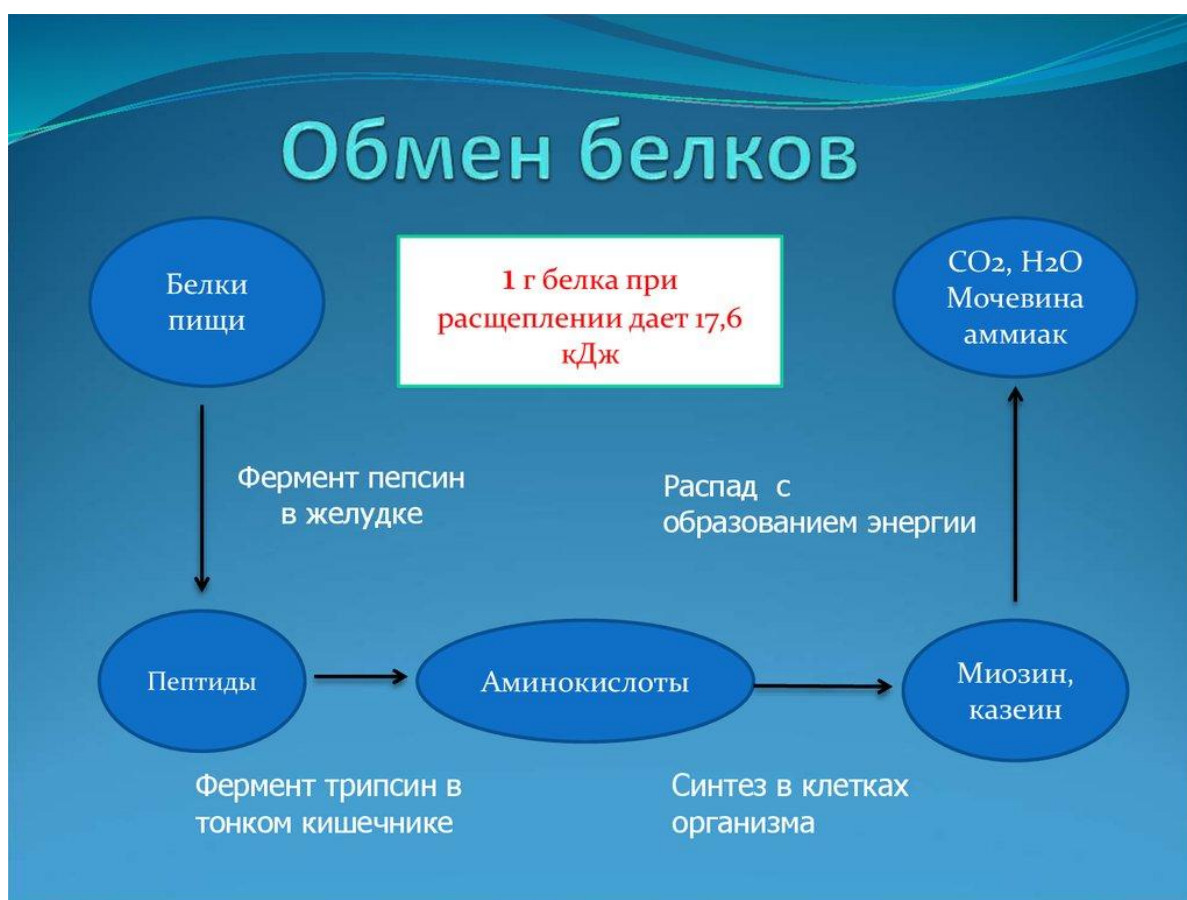 Обмен белков
Белки
пищи
1 г белка при
расщеплении дает 17,6
кДж
CO2, H2O
Мочевина
аммиак
Фермент пепсин
в желудке
Распад с
образованием энергии
Пептиды
Аминокислоты
Миозин,
казеин
Фермент трипсин в
тонком кишечнике
Синтез в клетках
организма